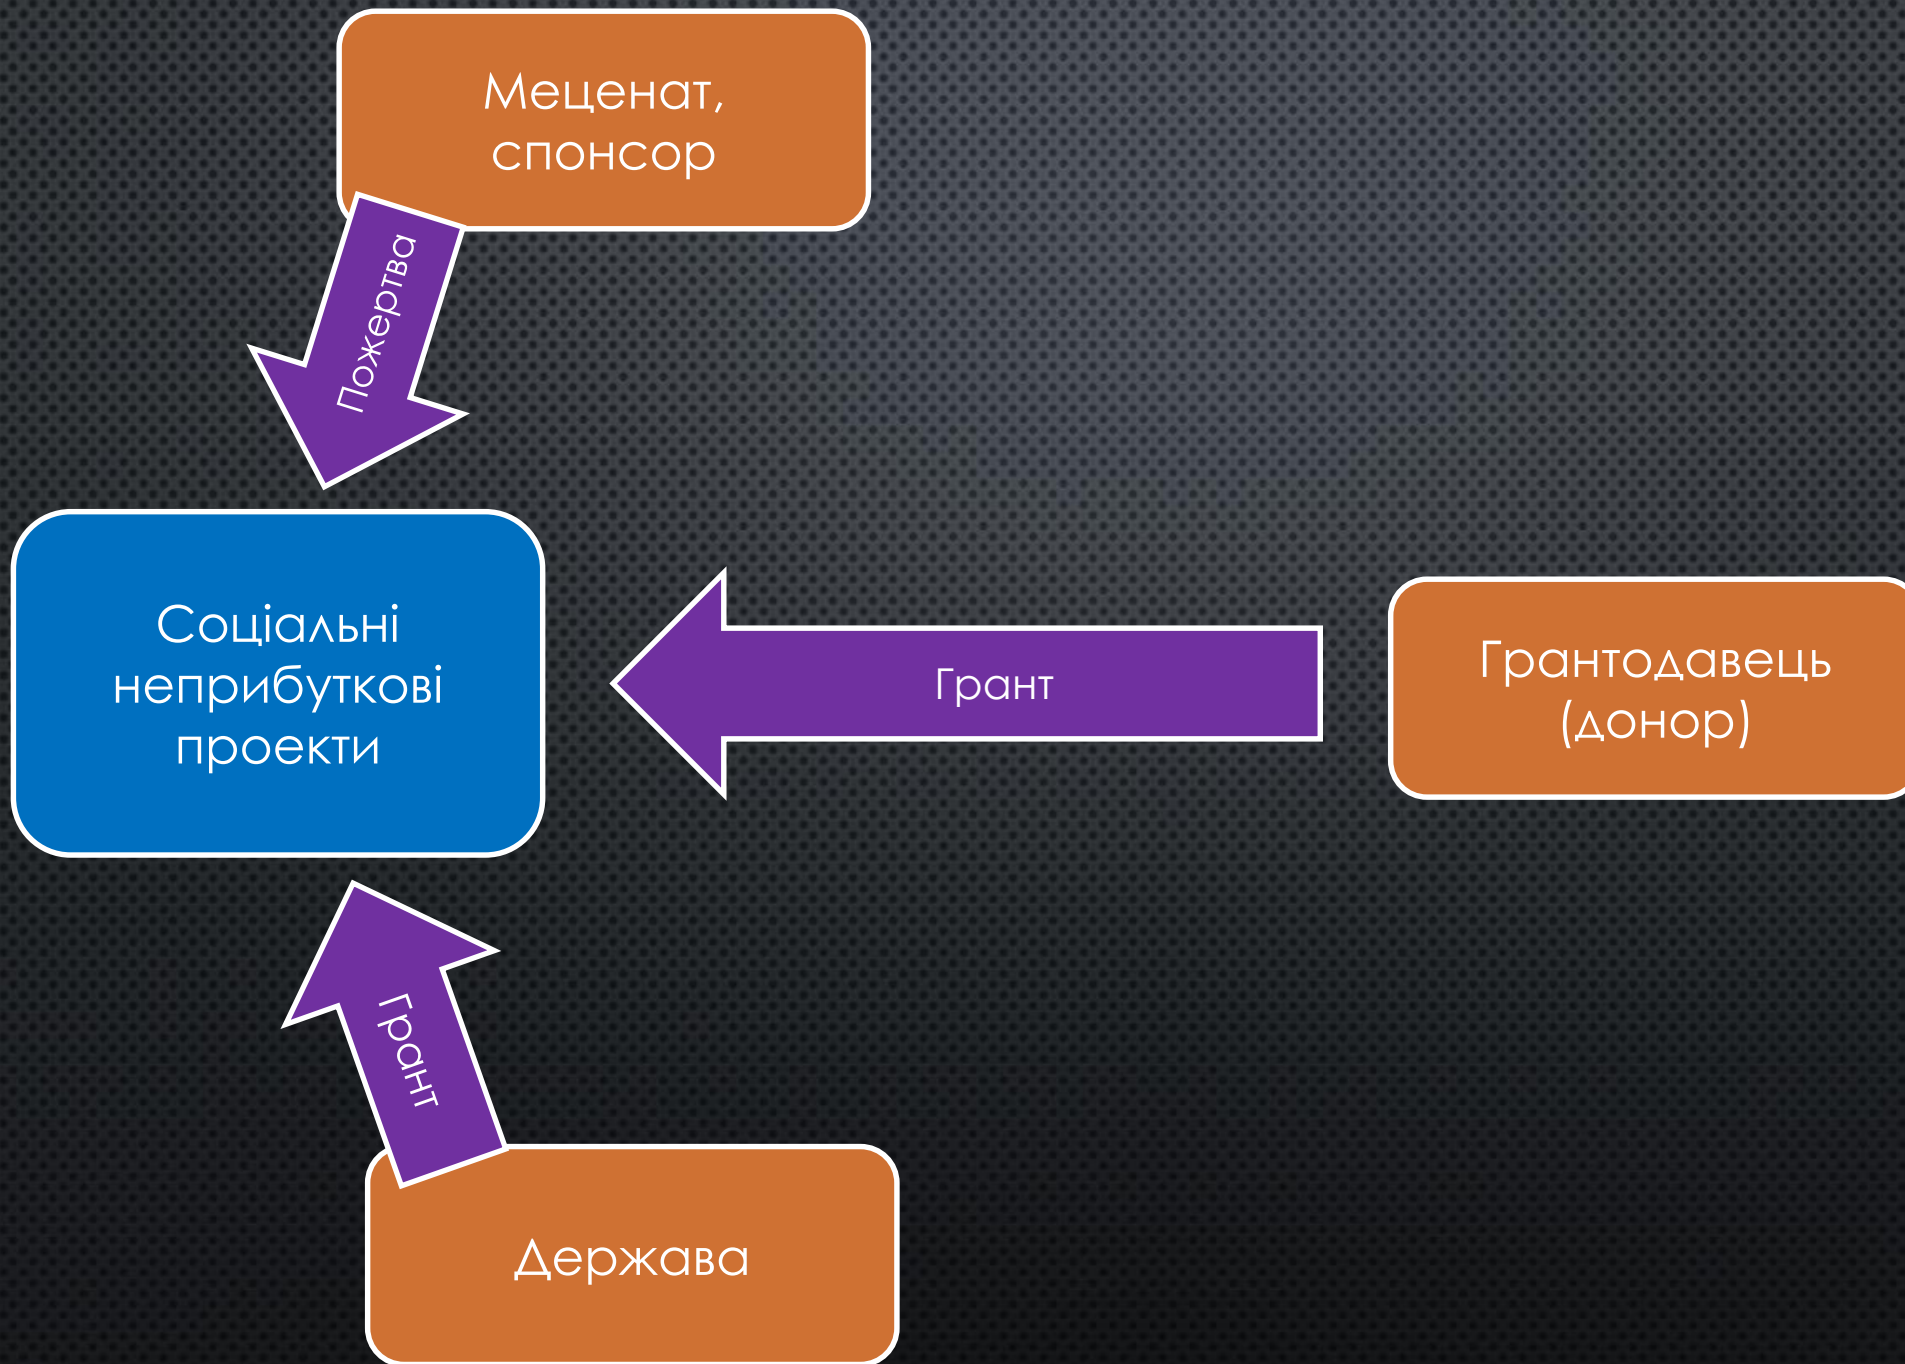 Меценат,
спонсор
Пожертва
Соціальні
неприбуткові
проекти
Грант
Грантодавець
(донор)
Грант
Держава